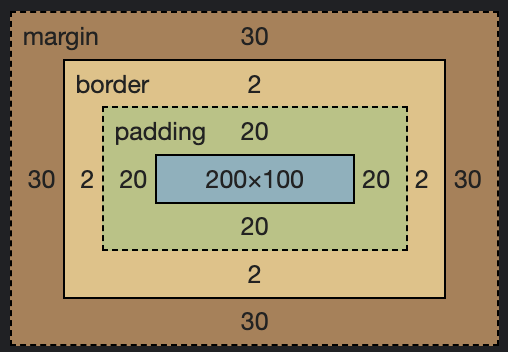 margin 30
border 2
padding 20
30 2 20 200×100 20 2 30
20
2
30